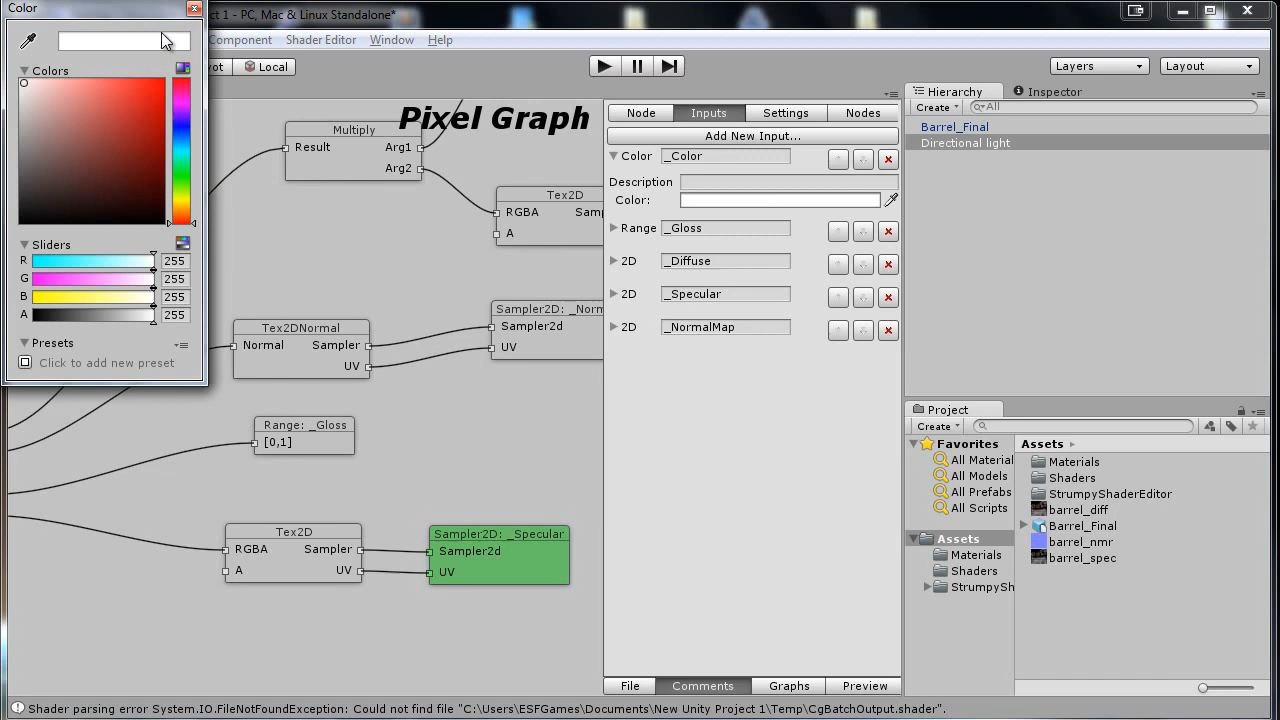 Color
ct 1 - PC, Mac & Linux Standalone*
Component Shader Editor Window Help
ot Local
Layers Layout
Colors
Sliders
R 255
G 255
B 255
A 255
Presets
Click to add new preset
Pixel Graph
Multiply
Result Arg1
Arg2
Tex2D
RGBA Samp
A
Sampler2D: _Norm
Sampler2d
UV
Tex2DNormal
Normal Sampler
UV
Range: _Gloss
[0,1]
Tex2D
RGBA Sampler
A UV
Sampler2D: _Specular
Sampler2d
UV
Node Inputs Settings Nodes
Add New Input...
Color _Color
Description
Color:
Range _Gloss
2D _Diffuse
2D _Specular
2D _NormalMap
File Comments Graphs Preview
Hierarchy Inspector
Create All
Barrel_Final
Directional light
Project
Create
Favorites
All Material
All Models
All Prefabs
All Scripts
Assets
Materials
Shaders
StrumpySh
Assets
Materials
Shaders
StrumpyShaderEditor
barrel_diff
Barrel_Final
barrel_nmr
barrel_spec
Shader parsing error System.IO.FileNotFoundException: Could not find file "C:\Users\ESFGames\Documents\New Unity Project 1\Temp\CgBatchOutput.shader".